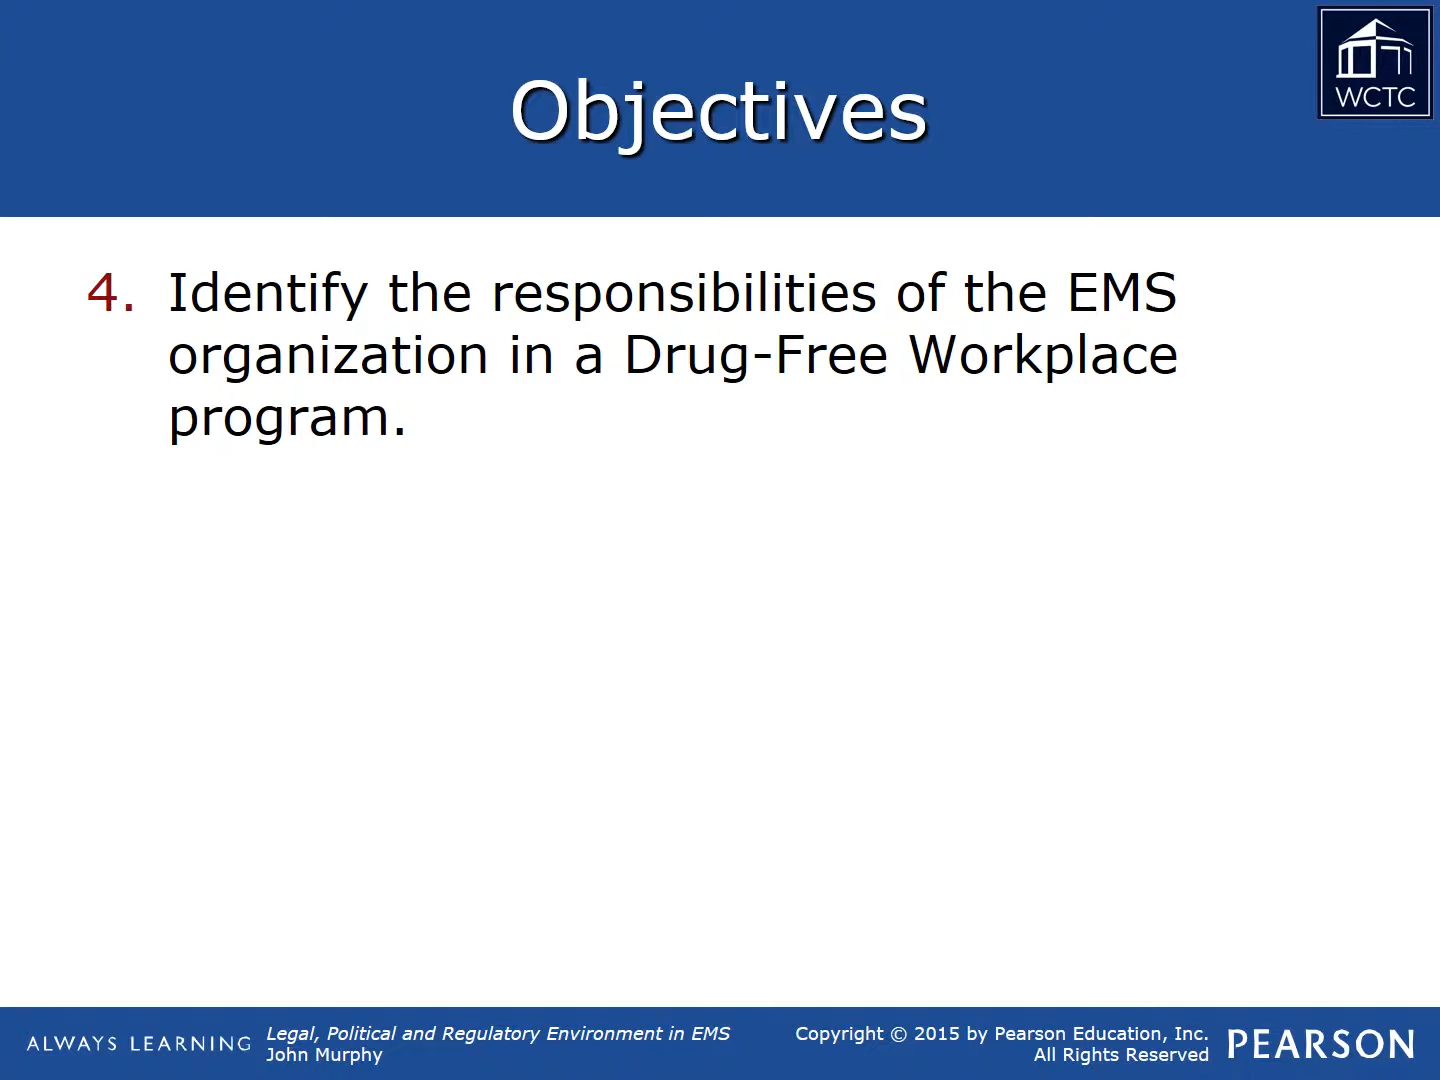 WCTC
Objectives
4. Identify the responsibilities of the EMS
organization in a Drug-Free Workplace
program.
ALWAYS LEARNING
Legal, Political and Regulatory Environment in EMS
John Murphy
Copyright © 2015 by Pearson Education, Inc.
All Rights Reserved
PEARSON